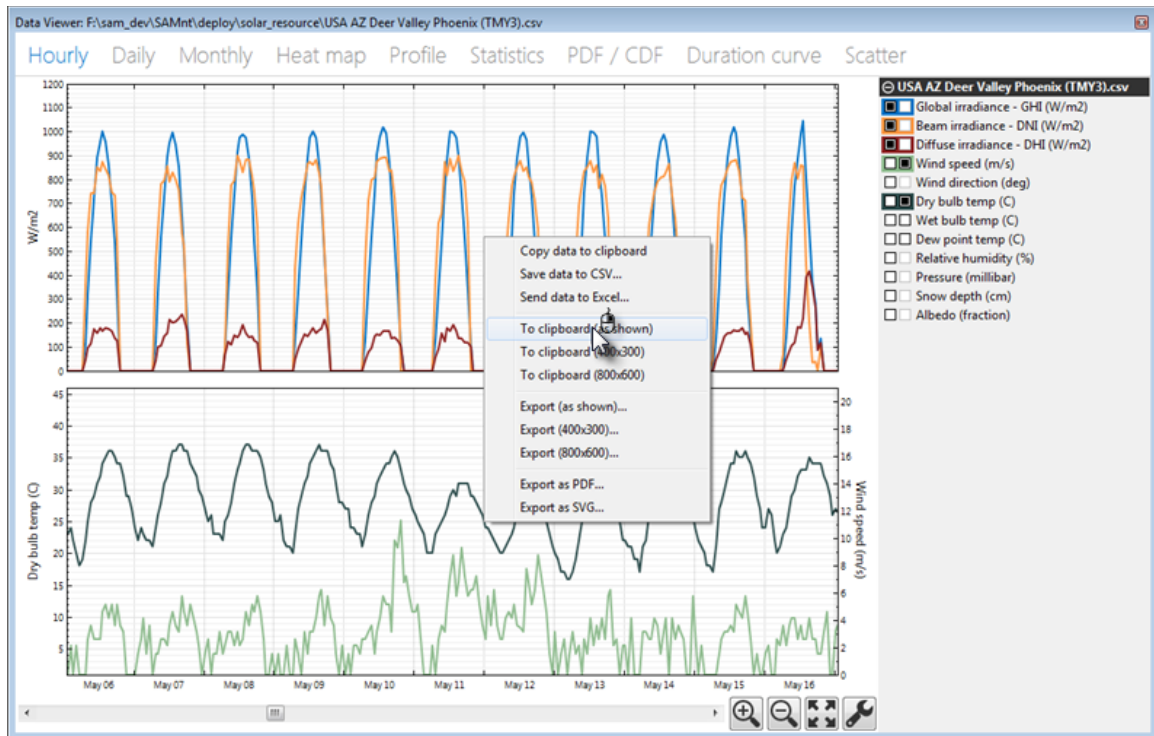 Data Viewer: F:\sam_dev\SAMnt\deploy\solar_resource\USA AZ Deer Valley Phoenix (TMY3).csv
Hourly Daily Monthly Heat map Profile Statistics PDF / CDF Duration curve Scatter
1200
1100
1000
900
800
700
600
500
400
300
200
100
0
W/m2
USA AZ Deer Valley Phoenix (TMY3).csv
Global irradiance - GHI (W/m2)
Beam irradiance - DNI (W/m2)
Diffuse irradiance - DHI (W/m2)
Wind speed (m/s)
Wind direction (deg)
Dry bulb temp (C)
Wet bulb temp (C)
Dew point temp (C)
Relative humidity (%)
Pressure (millibar)
Snow depth (cm)
Albedo (fraction)
Copy data to clipboard
Save data to CSV...
Send data to Excel...
To clipboard (as shown)
To clipboard (400x300)
To clipboard (800x600)
Export (as shown)...
Export (400x300)...
Export (800x600)...
Export as PDF...
Export as SVG...
45
40
35
30
25
20
15
10
5
Dry bulb temp (C)
20
18
16
14
12
10
8
6
4
2
0
Wind speed (m/s)
May 06 May 07 May 08 May 09 May 10 May 11 May 12 May 13 May 14 May 15 May 16